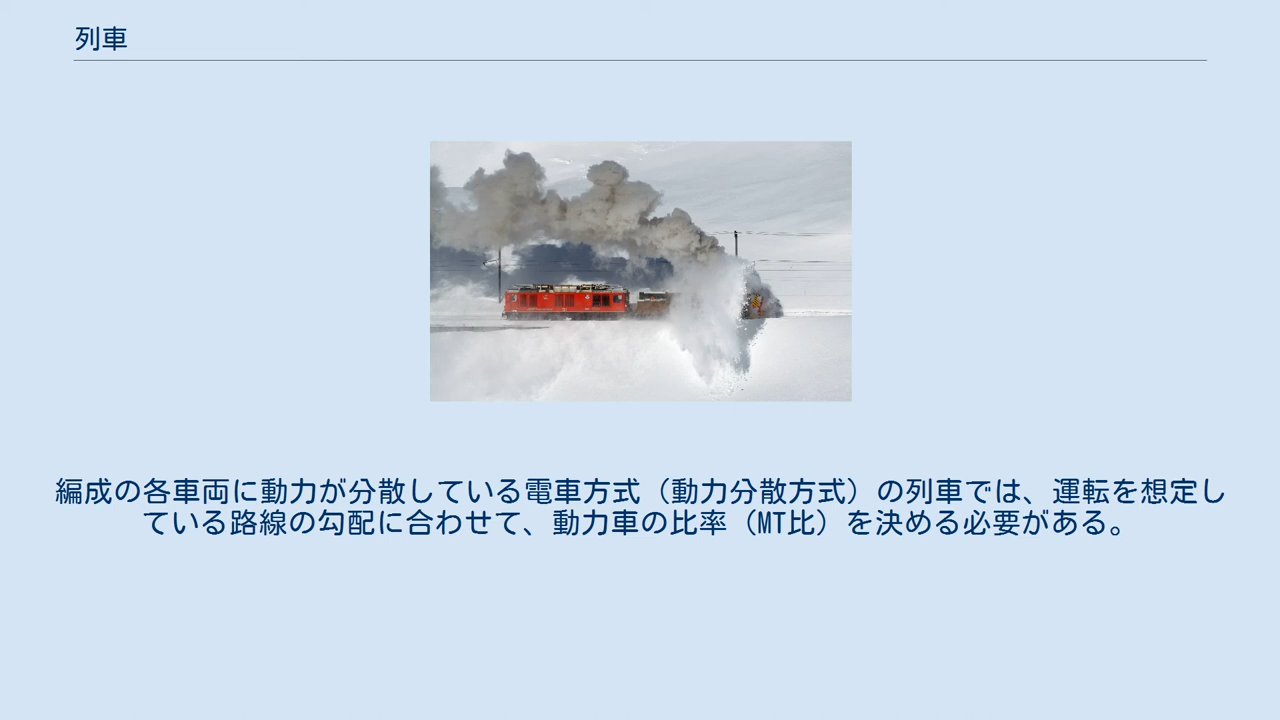 列車
編成の各車両に動力が分散している電車方式（動力分散方式）の列車では、運転を想定し
ている路線の勾配に合わせて、動力車の比率（MT比）を決める必要がある。